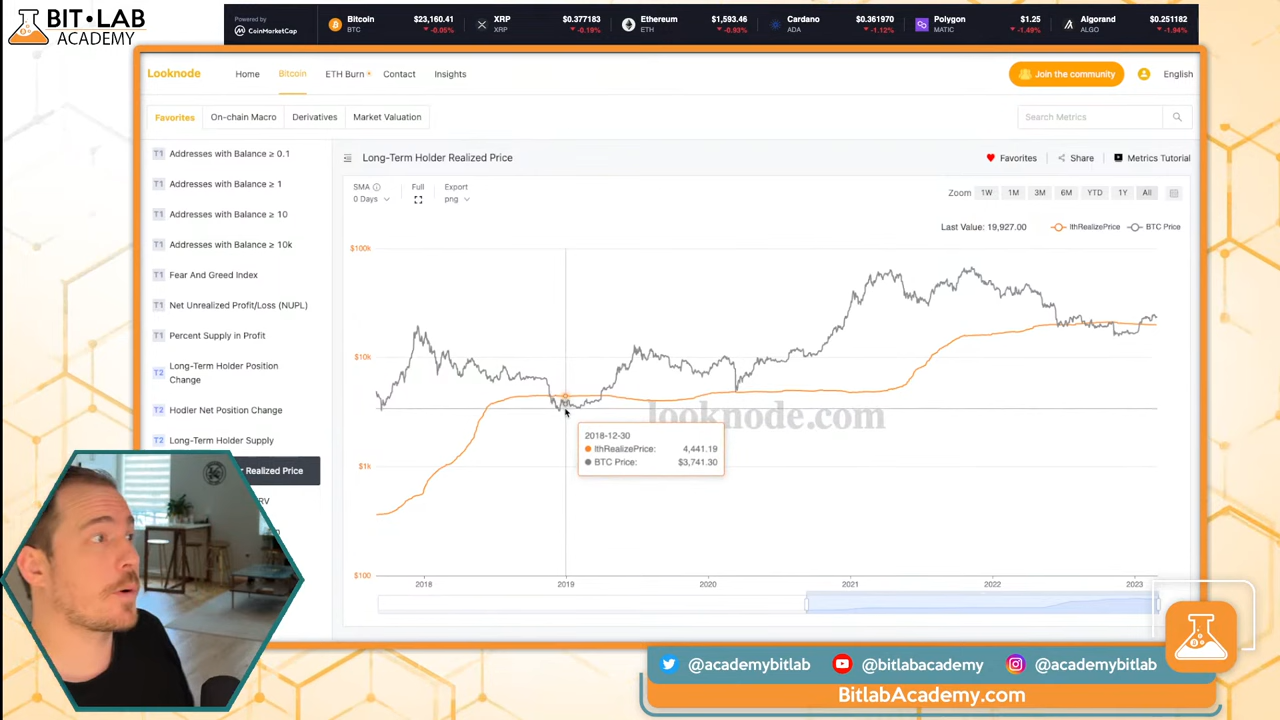 BIT·LAB
ACADEMY
Powered by
CoinMarketCap
Bitcoin
BTC
$23,160.41
-0.05%
XRP
XRP
$0.377183
-0.19%
Ethereum
ETH
$1,593.46
-0.93%
Cardano
ADA
$0.361970
-1.12%
Polygon
MATIC
$1.25
-1.49%
Algorand
ALGO
$0.251182
-1.94%
Looknode
Home
Bitcoin
ETH Burn
Contact
Insights
Join the community
English
Favorites
On-chain Macro
Derivatives
Market Valuation
Search Metrics
T1 Addresses with Balance ≥ 0.1
T1 Addresses with Balance ≥ 1
T1 Addresses with Balance ≥ 10
T1 Addresses with Balance ≥ 10k
T1 Fear And Greed Index
T1 Net Unrealized Profit/Loss (NUPL)
T1 Percent Supply in Profit
T2 Long-Term Holder Position
Change
T2 Hodler Net Position Change
T2 Long-Term Holder Supply
Realized Price
RV
Long-Term Holder Realized Price
Favorites
Share
Metrics Tutorial
SMA
0 Days
Full
Export
png
Zoom
1W
1M
3M
6M
YTD
1Y
All
Last Value: 19,927.00
lthRealizePrice
BTC Price
$100k
$10k
$1k
$100
looknode.com
2018-12-30
lthRealizePrice: 4,441.19
BTC Price: $3,741.30
2018
2019
2020
2021
2022
2023
@academybitlab
@bitlabacademy
@academybitlab
BitlabAcademy.com